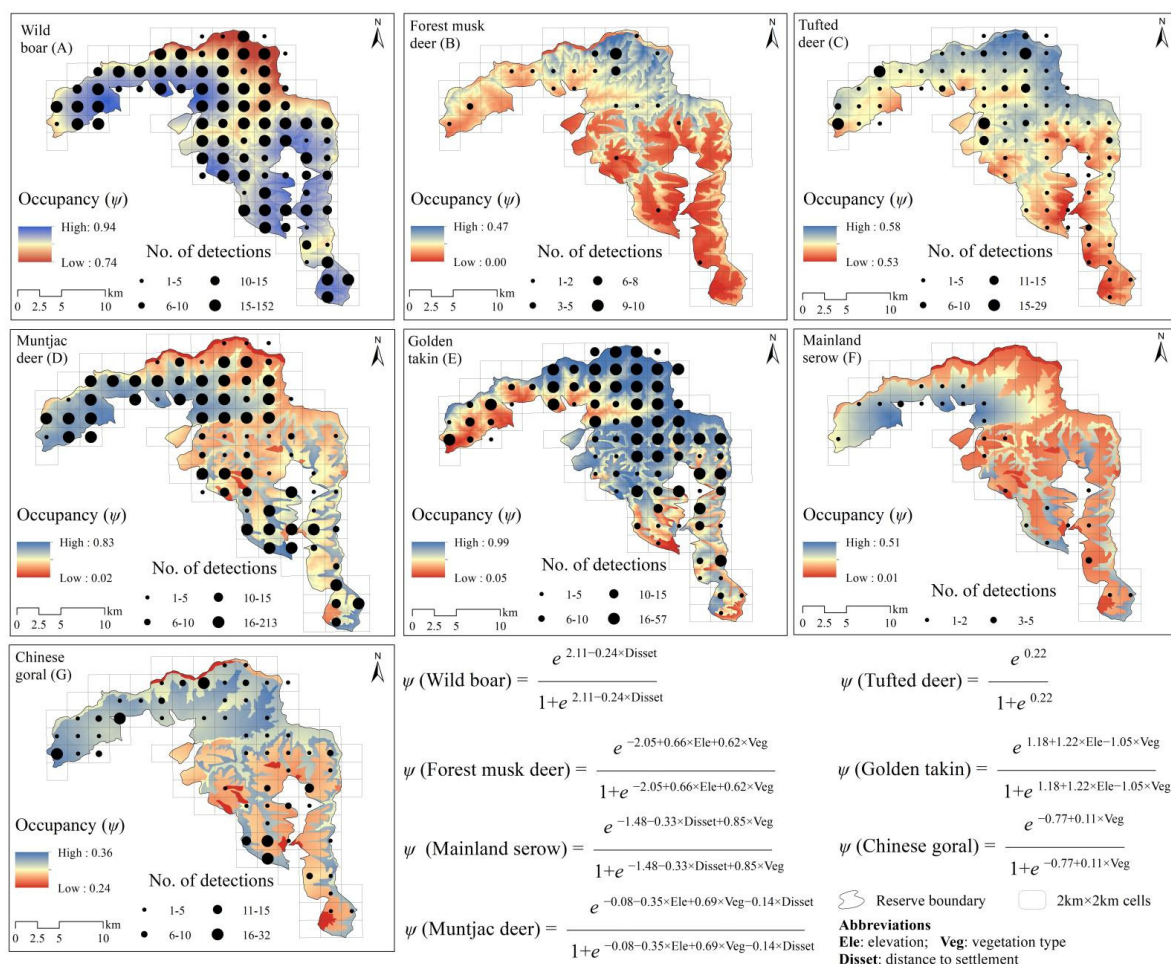 Wild
boar (A)
N
Occupancy (ψ)
High: 0.94
Low : 0.74
No. of detections
1-5
10-15
6-10
15-152
km
0 2.5 5 10
Forest musk
deer (B)
N
Occupancy (ψ)
High : 0.47
Low : 0.00
No. of detections
1-2
6-8
3-5
9-10
km
0 2.5 5 10
Tufted
deer (C)
N
Occupancy (ψ)
High : 0.58
Low : 0.53
No. of detections
1-5
11-15
6-10
15-29
km
0 2.5 5 10
Muntjac
deer (D)
N
Occupancy (ψ)
High : 0.83
Low : 0.02
No. of detections
1-5
10-15
6-10
16-213
km
0 2.5 5 10
Golden
takin (E)
N
Occupancy (ψ)
High : 0.99
Low : 0.05
No. of detections
1-5
10-15
6-10
16-57
km
0 2.5 5 10
Mainland
serow (F)
N
Occupancy (ψ)
High : 0.51
Low : 0.01
No. of detections
1-2
3-5
km
0 2.5 5 10
Chinese
goral (G)
N
Occupancy (ψ)
High : 0.36
Low : 0.24
No. of detections
1-5
11-15
6-10
16-32
km
0 2.5 5 10
ψ (Wild boar) = e 2.11−0.24×Disset / 1+e 2.11−0.24×Disset
ψ (Tufted deer) = e 0.22 / 1+e 0.22
ψ (Forest musk deer) = e −2.05+0.66×Ele+0.62×Veg / 1+e −2.05+0.66×Ele+0.62×Veg
ψ (Golden takin) = e 1.18+1.22×Ele−1.05×Veg / 1+e 1.18+1.22×Ele−1.05×Veg
ψ (Mainland serow) = e −1.48−0.33×Disset+0.85×Veg / 1+e −1.48−0.33×Disset+0.85×Veg
ψ (Chinese goral) = e −0.77+0.11×Veg / 1+e −0.77+0.11×Veg
ψ (Muntjac deer) = e −0.08−0.35×Ele+0.69×Veg−0.14×Disset / 1+e −0.08−0.35×Ele+0.69×Veg−0.14×Disset
Reserve boundary
2km×2km cells
Abbreviations
Ele: elevation; Veg: vegetation type
Disset: distance to settlement